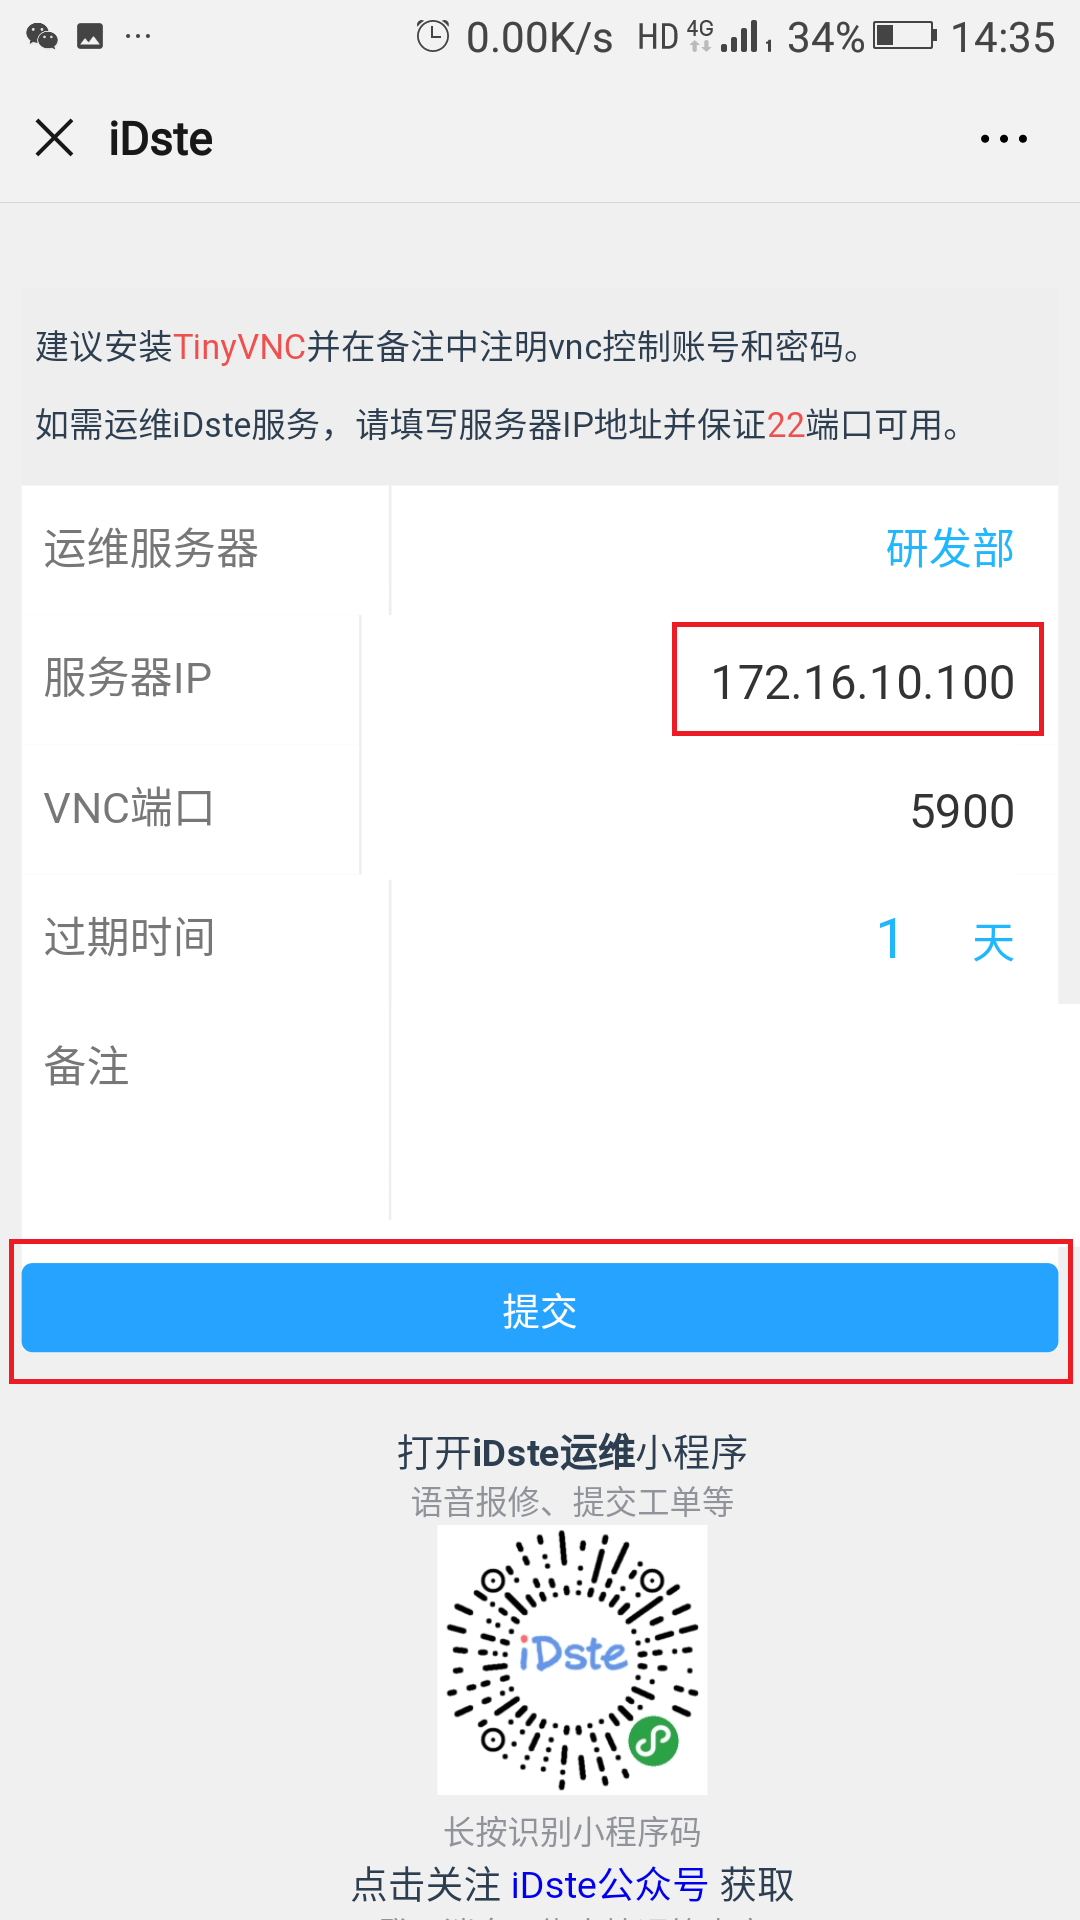 0.00K/s HD 4G 1 34% 14:35
iDste
建议安装TinyVNC并在备注中注明vnc控制账号和密码。
如需运维iDste服务，请填写服务器IP地址并保证22端口可用。
运维服务器 研发部
服务器IP 172.16.10.100
VNC端口 5900
过期时间 1 天
备注
提交
打开iDste运维小程序
语音报修、提交工单等
iDste
长按识别小程序码
点击关注 iDste公众号 获取